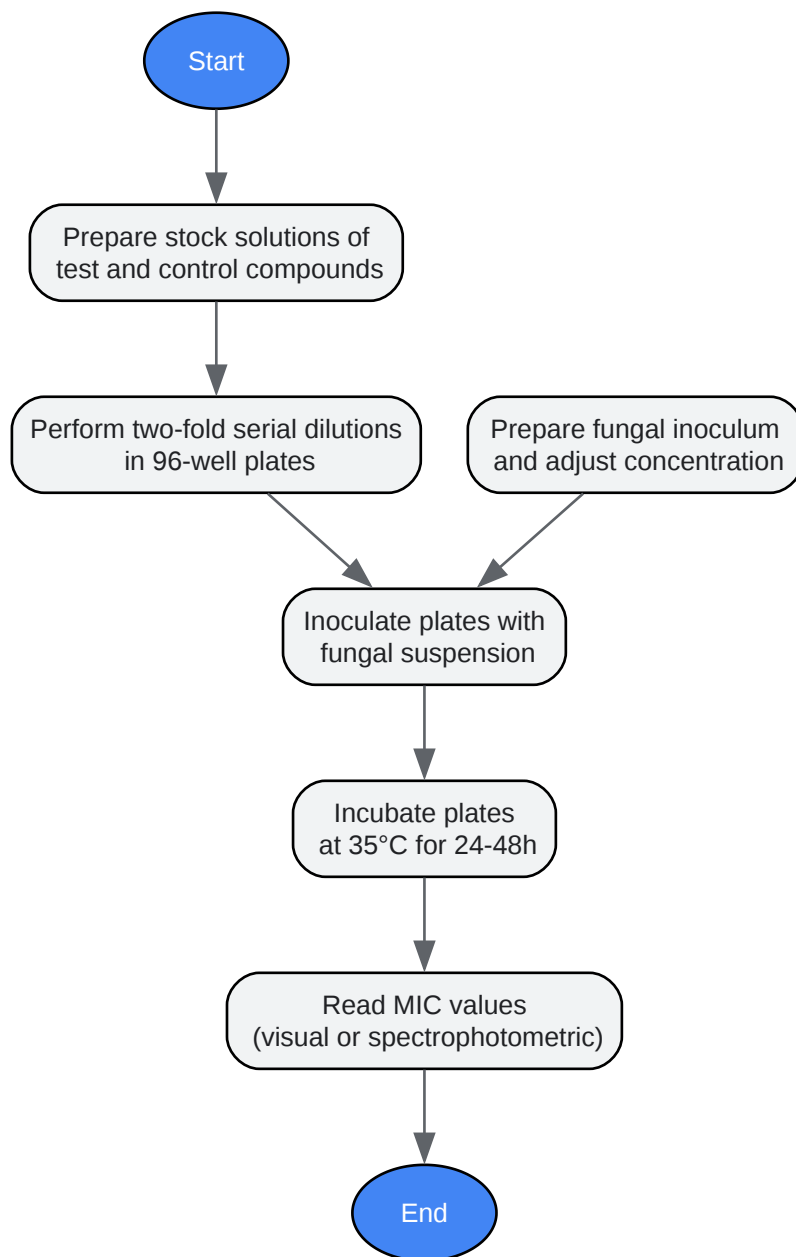 Start
Prepare stock solutions of
test and control compounds
Perform two-fold serial dilutions
in 96-well plates
Prepare fungal inoculum
and adjust concentration
Inoculate plates with
fungal suspension
Incubate plates
at 35°C for 24-48h
Read MIC values
(visual or spectrophotometric)
End